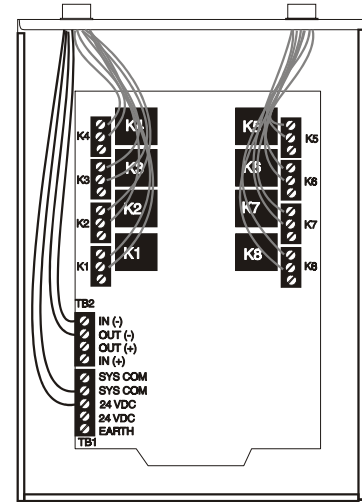 K4 K4 K5 K5
K3 K3 K6 K6
K2 K2 K7 K7
K1 K1 K8 K8
TB2
IN (-)
OUT (-)
OUT (+)
IN (+)
SYS COM
SYS COM
24 VDC
24 VDC
EARTH
TB1